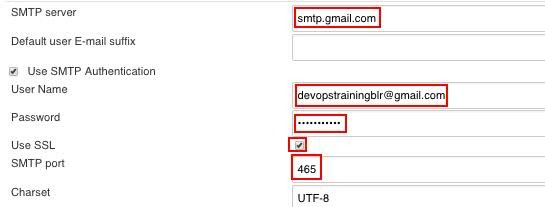 SMTP server
smtp.gmail.com
Default user E-mail suffix
Use SMTP Authentication
User Name
devopstrainingblr@gmail.com
Password
•••••••••••
Use SSL
SMTP port
465
Charset
UTF-8